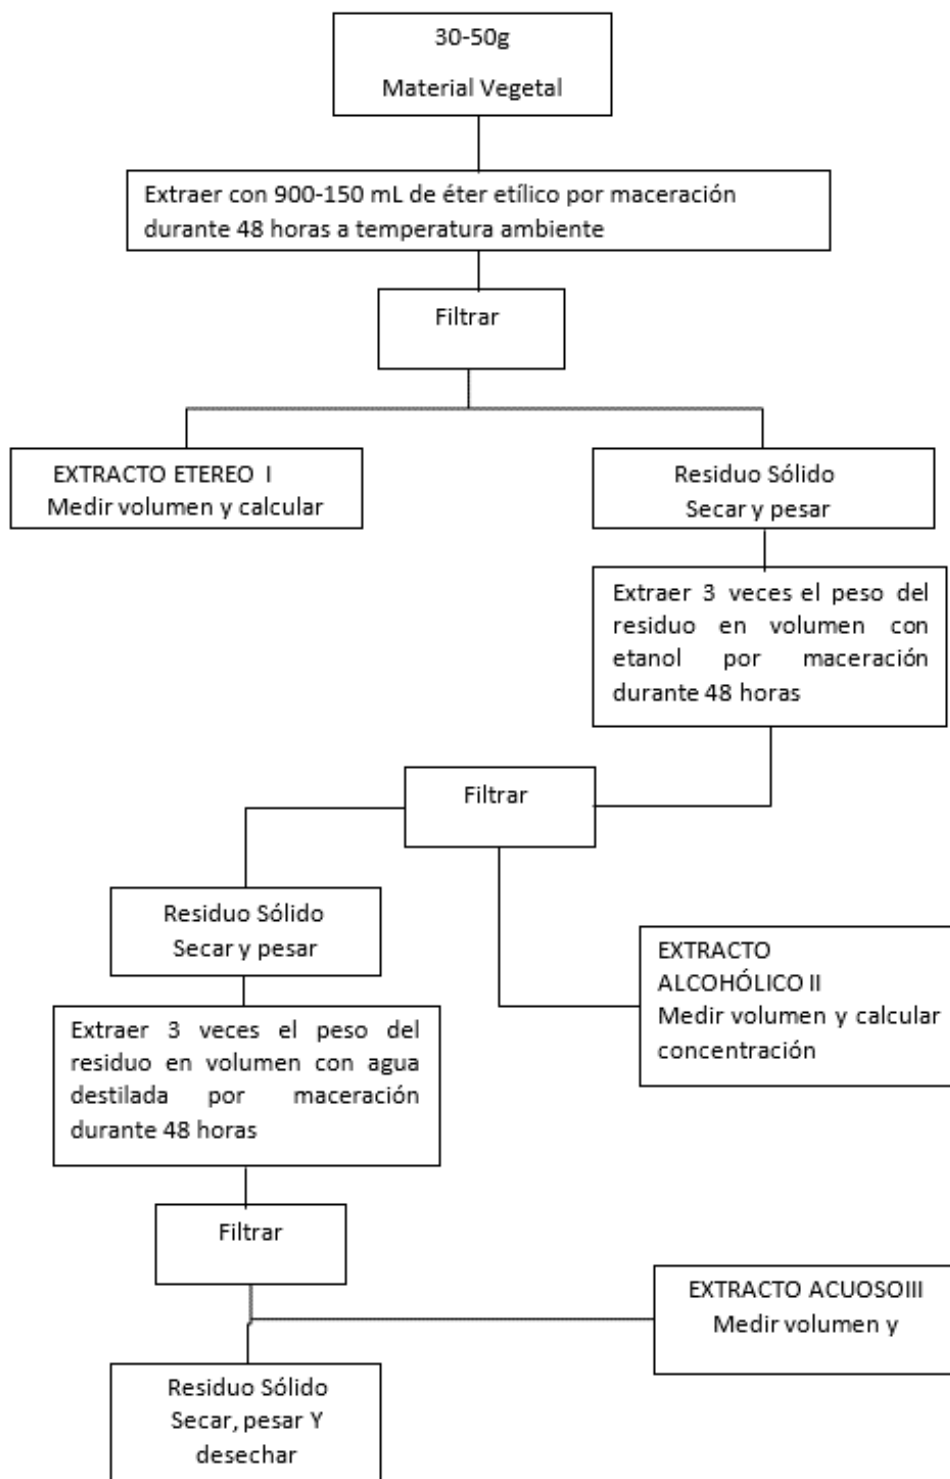 30-50g
Material Vegetal
Extraer con 900-150 mL de éter etílico por maceración
durante 48 horas a temperatura ambiente
Filtrar
EXTRACTO ETEREO I
Medir volumen y calcular
Residuo Sólido
Secar y pesar
Extraer 3 veces el peso del
residuo en volumen con
etanol por maceración
durante 48 horas
Filtrar
Residuo Sólido
Secar y pesar
EXTRACTO
ALCOHÓLICO II
Medir volumen y calcular
concentración
Extraer 3 veces el peso del
residuo en volumen con agua
destilada por maceración
durante 48 horas
Filtrar
EXTRACTO ACUOSOIII
Medir volumen y
Residuo Sólido
Secar, pesar Y
desechar